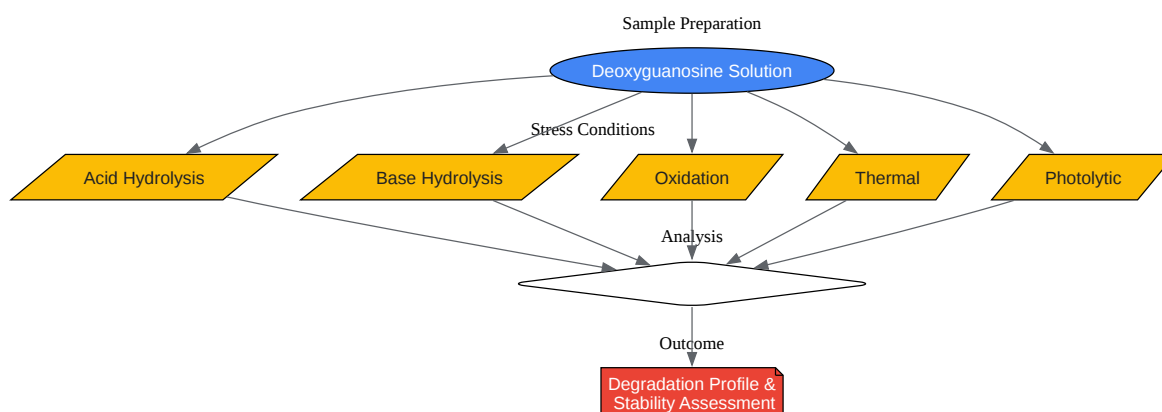 Sample Preparation
Deoxyguanosine Solution
Stress Conditions
Acid Hydrolysis
Base Hydrolysis
Oxidation
Thermal
Photolytic
Analysis
Outcome
Degradation Profile &
Stability Assessment